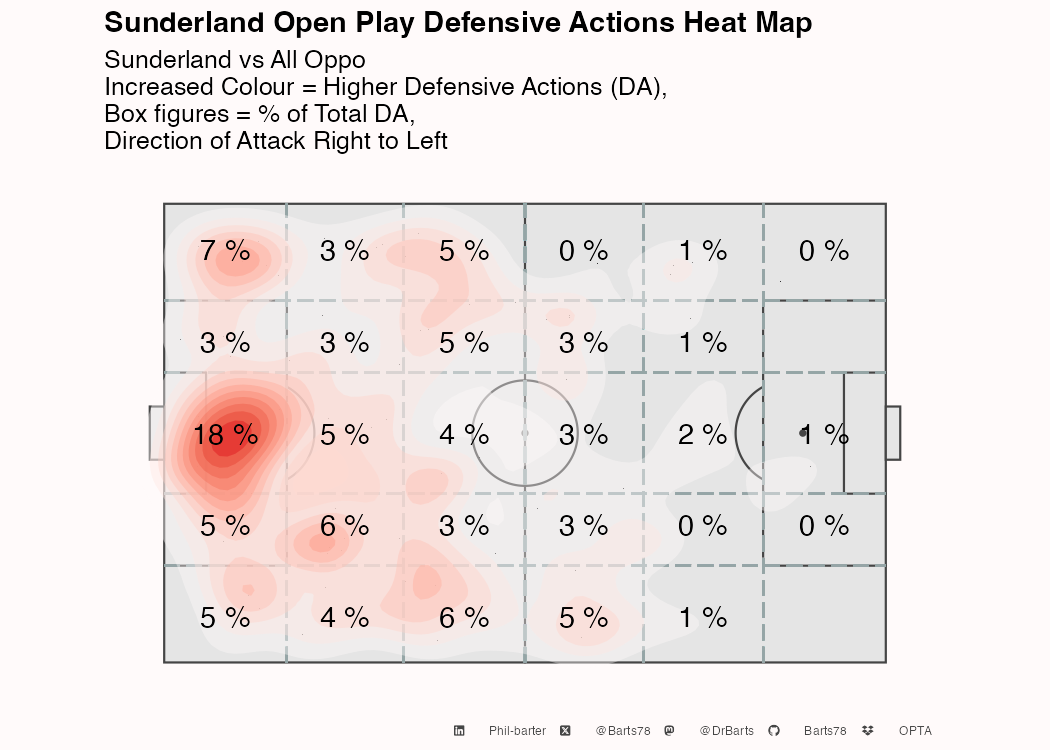 Sunderland Open Play Defensive Actions Heat Map
Sunderland vs All Oppo
Increased Colour = Higher Defensive Actions (DA),
Box figures = % of Total DA,
Direction of Attack Right to Left
7 % 3 % 5 % 0 % 1 % 0 %
3 % 3 % 5 % 3 % 1 %
18 % 5 % 4 % 3 % 2 % 1 %
5 % 6 % 3 % 3 % 0 % 0 %
5 % 4 % 6 % 5 % 1 %
Phil-barter @Barts78 @DrBarts Barts78 OPTA